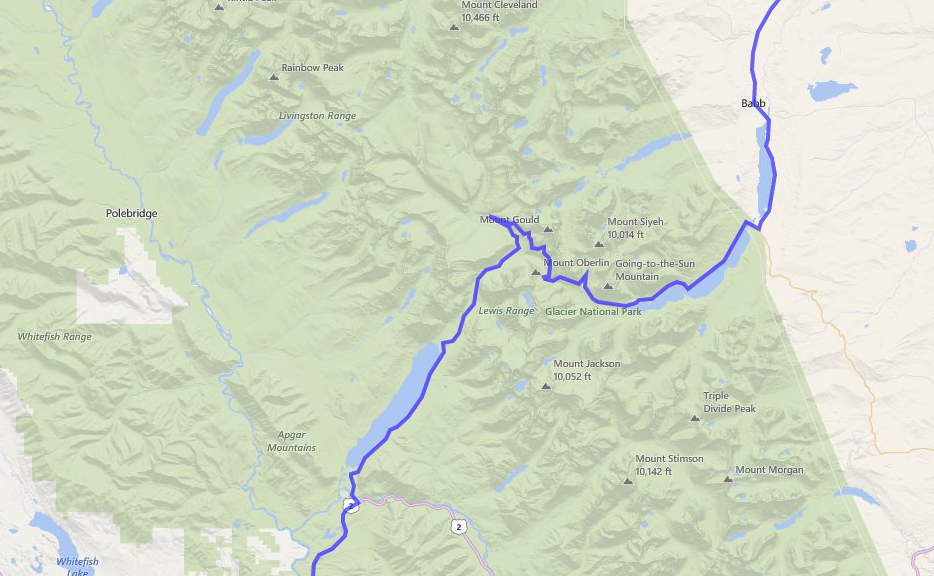 Mount Cleveland
10,466 ft
Rainbow Peak
Livingston Range
Babb
Polebridge
Mount Gould
Mount Siyeh
10,014 ft
Mount Oberlin
Going-to-the-Sun
Mountain
Lewis Range
Glacier National Park
Whitefish Range
Mount Jackson
10,052 ft
Triple
Divide Peak
Apgar
Mountains
Mount Stimson
10,142 ft
Mount Morgan
2
2
Whitefish
Lake